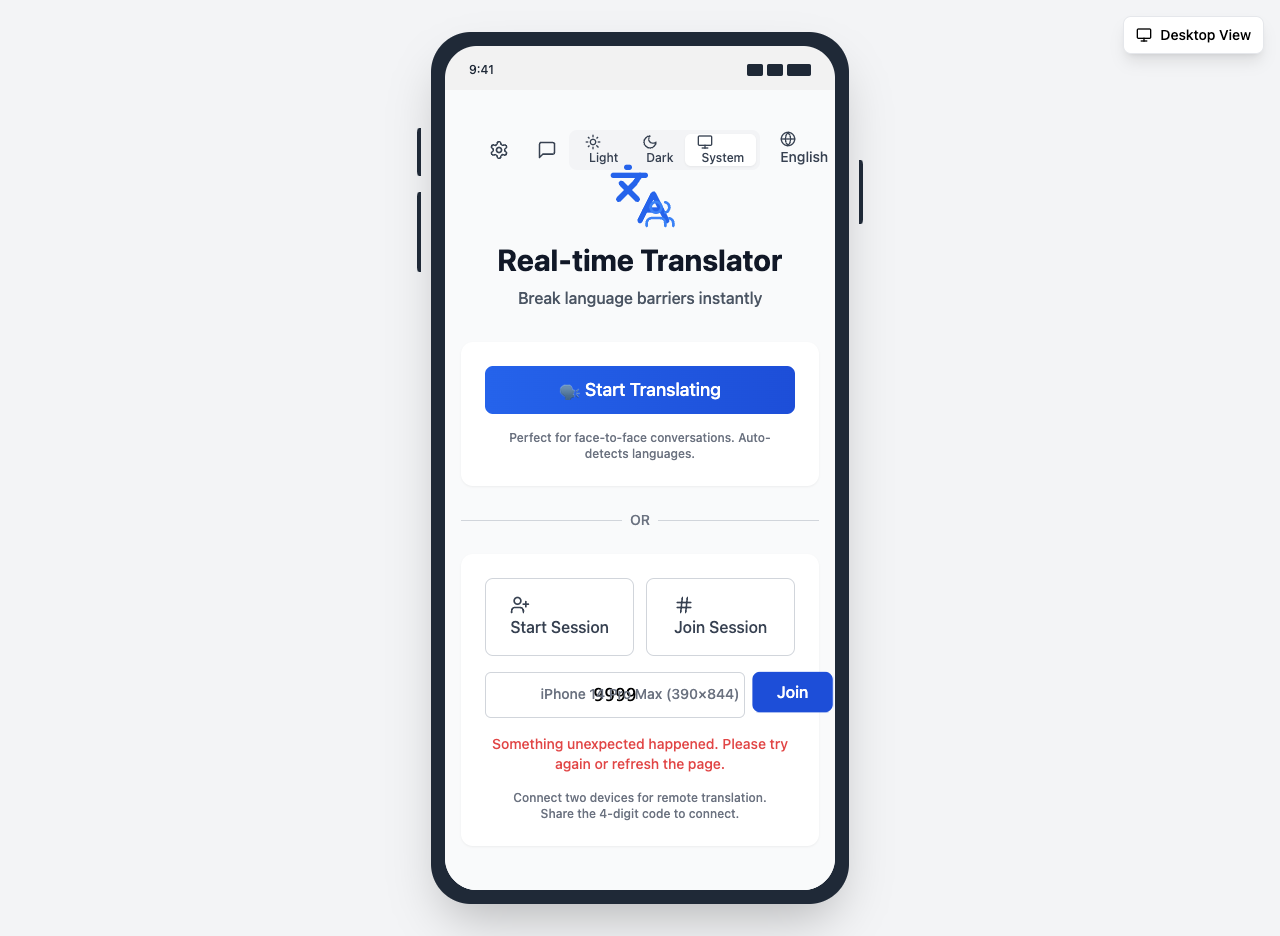 Desktop View
9:41
Light
Dark
System
English
Real-time Translator
Break language barriers instantly
Start Translating
Perfect for face-to-face conversations. Auto-
detects languages.
OR
Start Session
Join Session
iPhone 14 Pro Max (390×844)
9999
Join
Something unexpected happened. Please try
again or refresh the page.
Connect two devices for remote translation.
Share the 4-digit code to connect.